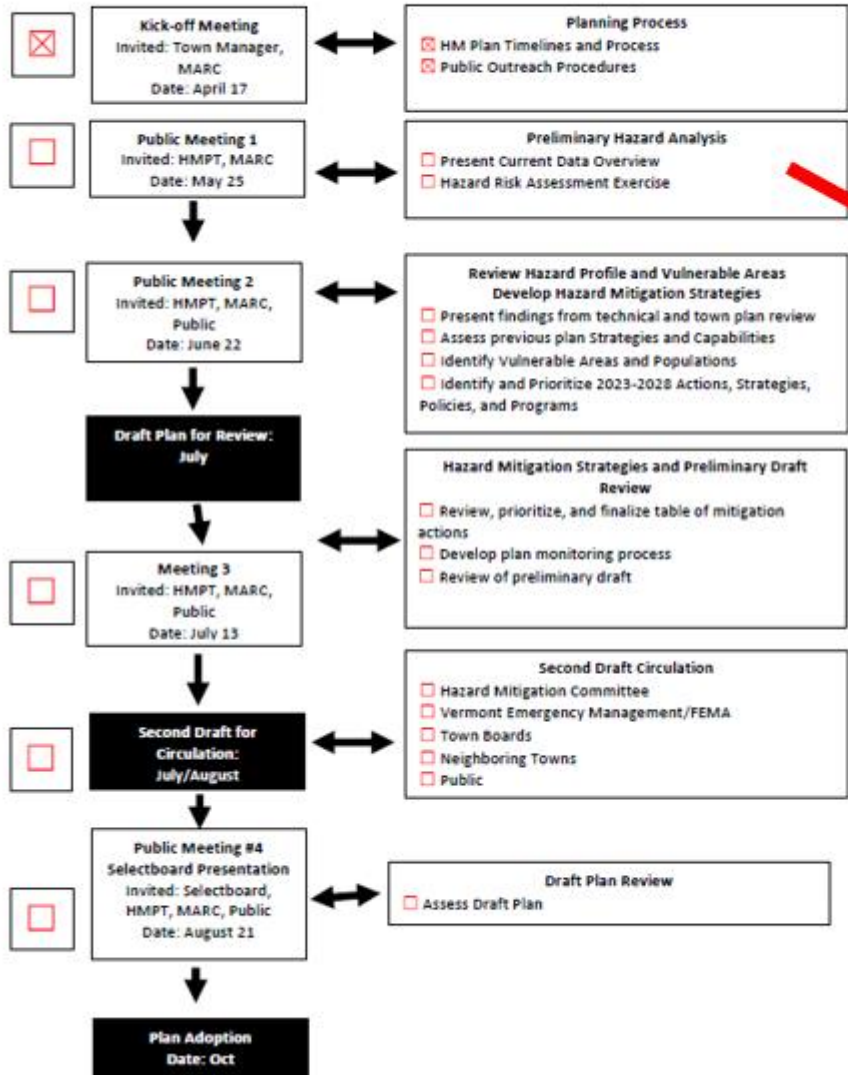 Kick-off Meeting
Invited: Town Manager,
MARC
Date: April 17
Planning Process
☒ HM Plan Timelines and Process
☒ Public Outreach Procedures
Public Meeting 1
Invited: HMPT, MARC
Date: May 25
Preliminary Hazard Analysis
☐ Present Current Data Overview
☐ Hazard Risk Assessment Exercise
Public Meeting 2
Invited: HMPT, MARC,
Public
Date: June 22
Review Hazard Profile and Vulnerable Areas
Develop Hazard Mitigation Strategies
☐ Present findings from technical and town plan review
☐ Assess previous plan Strategies and Capabilities
☐ Identify Vulnerable Areas and Populations
☐ Identify and Prioritize 2023-2028 Actions, Strategies,
Policies, and Programs
Draft Plan for Review:
July
Hazard Mitigation Strategies and Preliminary Draft
Review
☐ Review, prioritize, and finalize table of mitigation
actions
☐ Develop plan monitoring process
☐ Review of preliminary draft
Meeting 3
Invited: HMPT, MARC,
Public
Date: July 13
Second Draft for
Circulation:
July/August
Second Draft Circulation
☐ Hazard Mitigation Committee
☐ Vermont Emergency Management/FEMA
☐ Town Boards
☐ Neighboring Towns
☐ Public
Public Meeting #4
Selectboard Presentation
Invited: Selectboard,
HMPT, MARC, Public
Date: August 21
Draft Plan Review
☐ Assess Draft Plan
Plan Adoption
Date: Oct